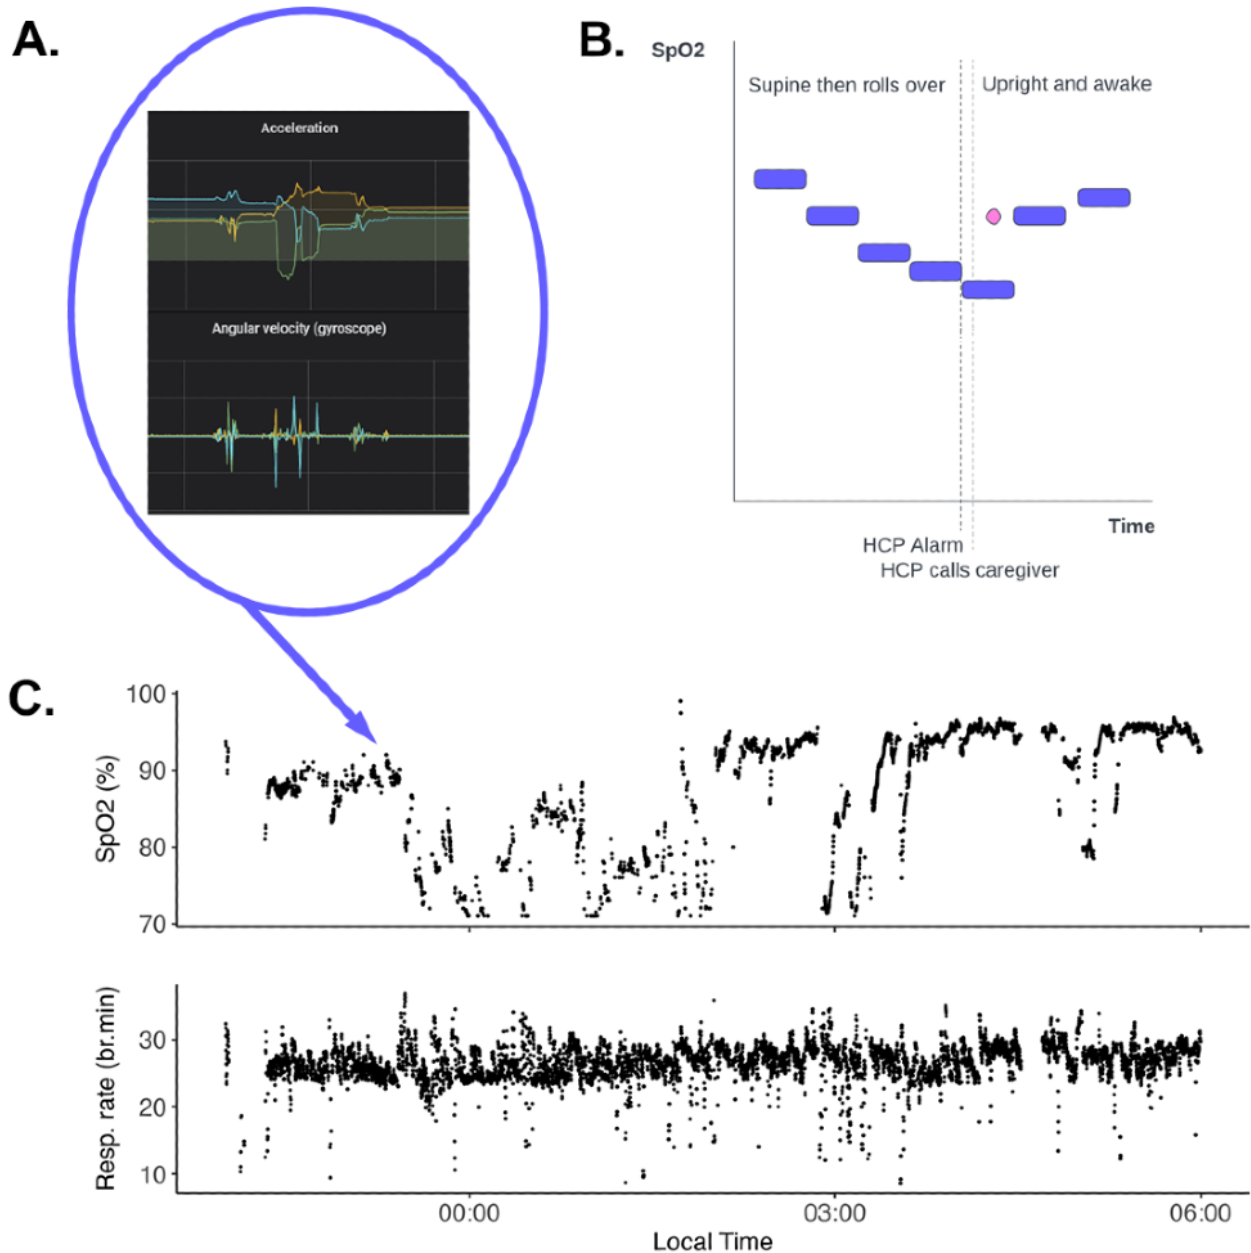 A.
Acceleration
Angular velocity (gyroscope)
B.
SpO2
Supine then rolls over
Upright and awake
Time
HCP Alarm
HCP calls caregiver
C.
SpO2 (%)
100
90
80
70
Resp. rate (br.min)
30
20
10
00:00
03:00
06:00
Local Time